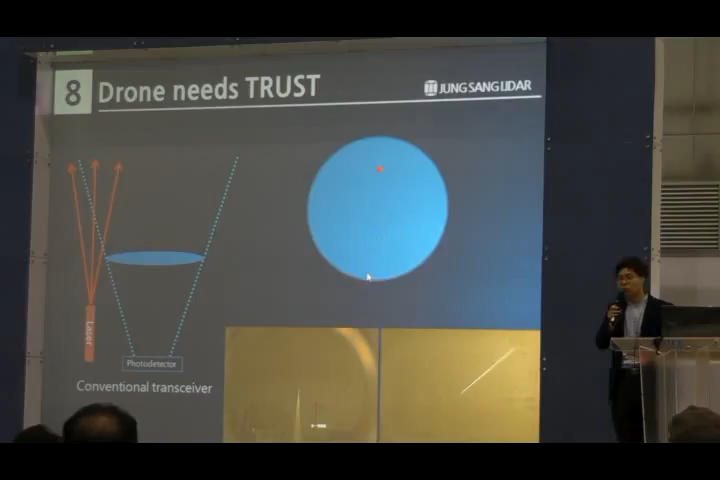 8 Drone needs TRUST
JUNG SANG LIDAR
Laser
Photodetector
Conventional transceiver